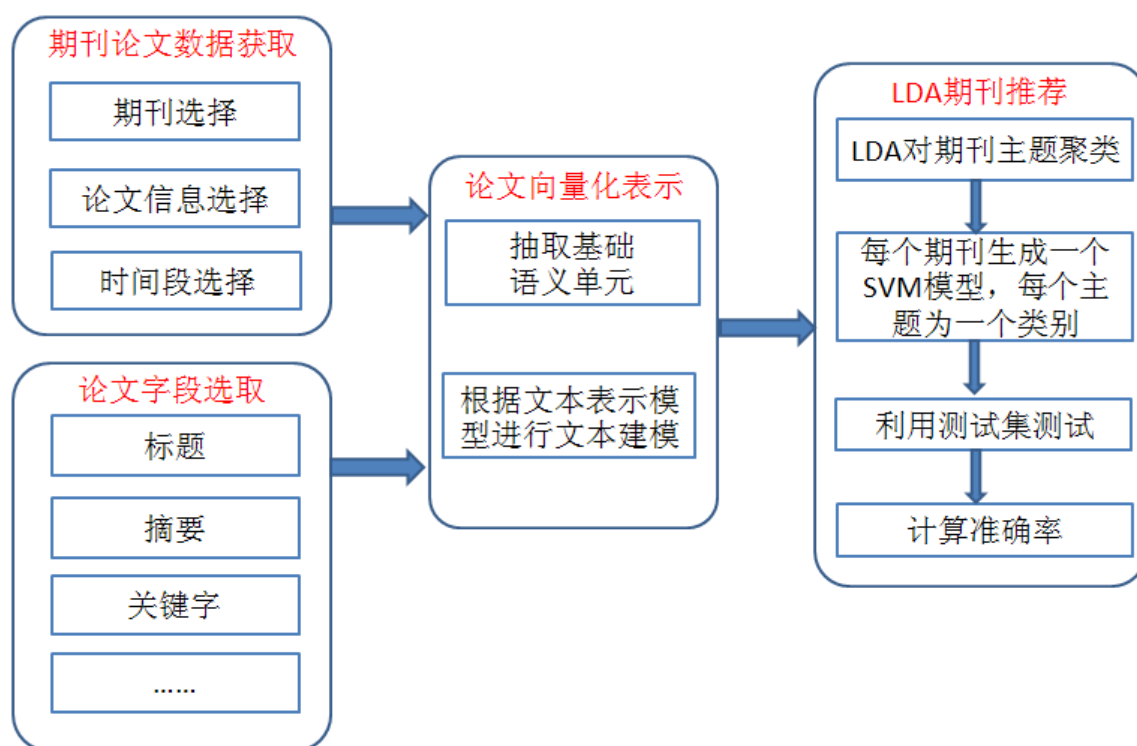 期刊论文数据获取
期刊选择
论文信息选择
时间段选择
论文字段选取
标题
摘要
关键字
……
论文向量化表示
抽取基础
语义单元
根据文本表示模
型进行文本建模
LDA期刊推荐
LDA对期刊主题聚类
每个期刊生成一个
SVM模型，每个主
题为一个类别
利用测试集测试
计算准确率